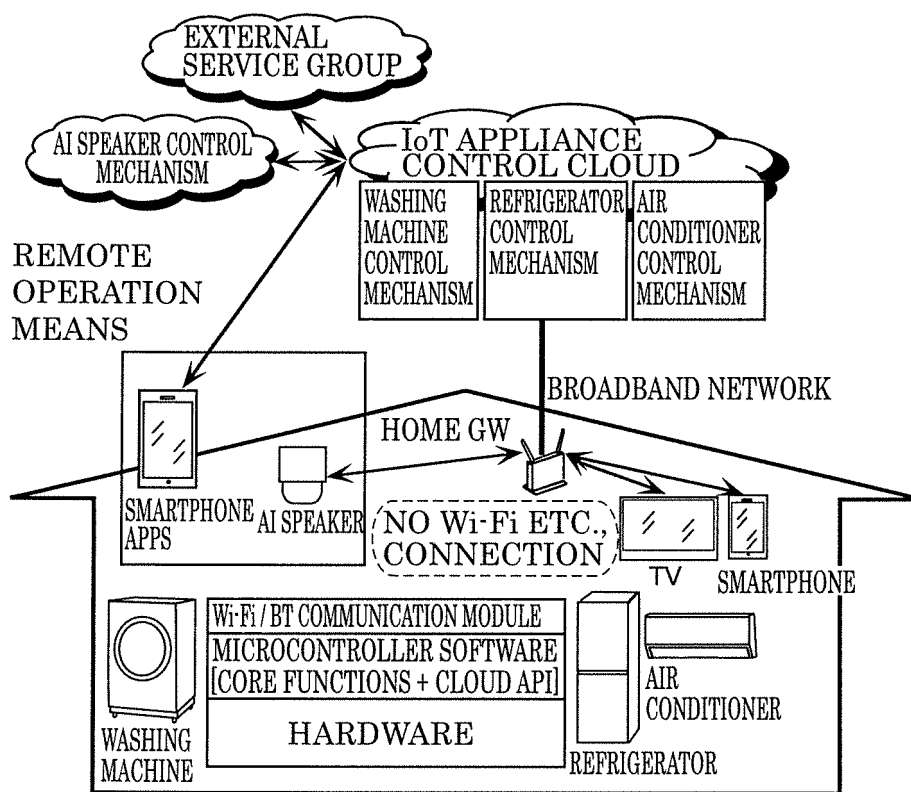 EXTERNAL
SERVICE GROUP
AI SPEAKER CONTROL
MECHANISM
IoT APPLIANCE
CONTROL CLOUD
WASHING
MACHINE
CONTROL
MECHANISM
REFRIGERATOR
CONTROL
MECHANISM
AIR
CONDITIONER
CONTROL
MECHANISM
REMOTE
OPERATION
MEANS
BROADBAND NETWORK
HOME GW
SMARTPHONE
APPS
AI SPEAKER
NO Wi-Fi ETC.,
CONNECTION
TV
SMARTPHONE
Wi-Fi / BT COMMUNICATION MODULE
MICROCONTROLLER SOFTWARE
[CORE FUNCTIONS + CLOUD API]
HARDWARE
WASHING
MACHINE
REFRIGERATOR
AIR
CONDITIONER